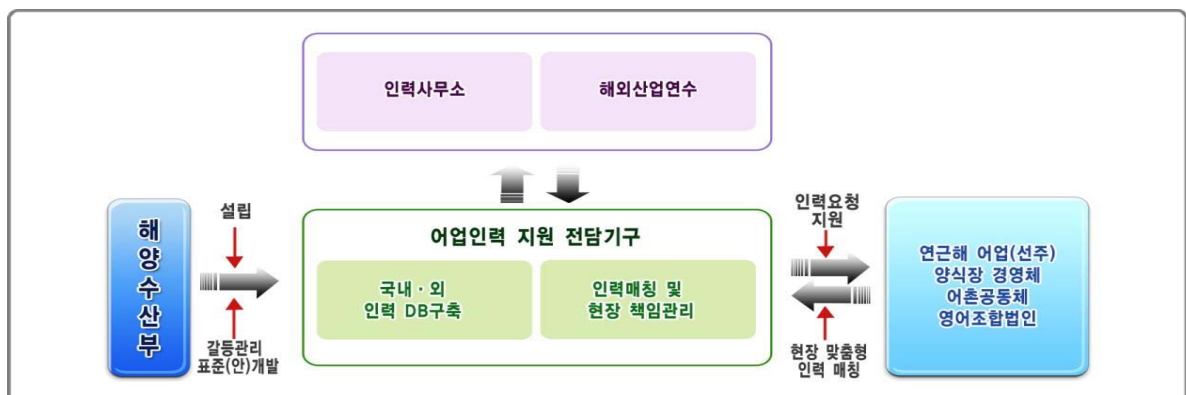 인력사무소
해외산업연수
해양수산부
설립
갈등관리
표준(안)개발
어업인력 지원 전담기구
국내·외
인력 DB구축
인력매칭 및
현장 책임관리
인력요청
지원
현장 맞춤형
인력 매칭
연근해 어업(선주)
양식장 경영체
어촌공동체
영어조합법인